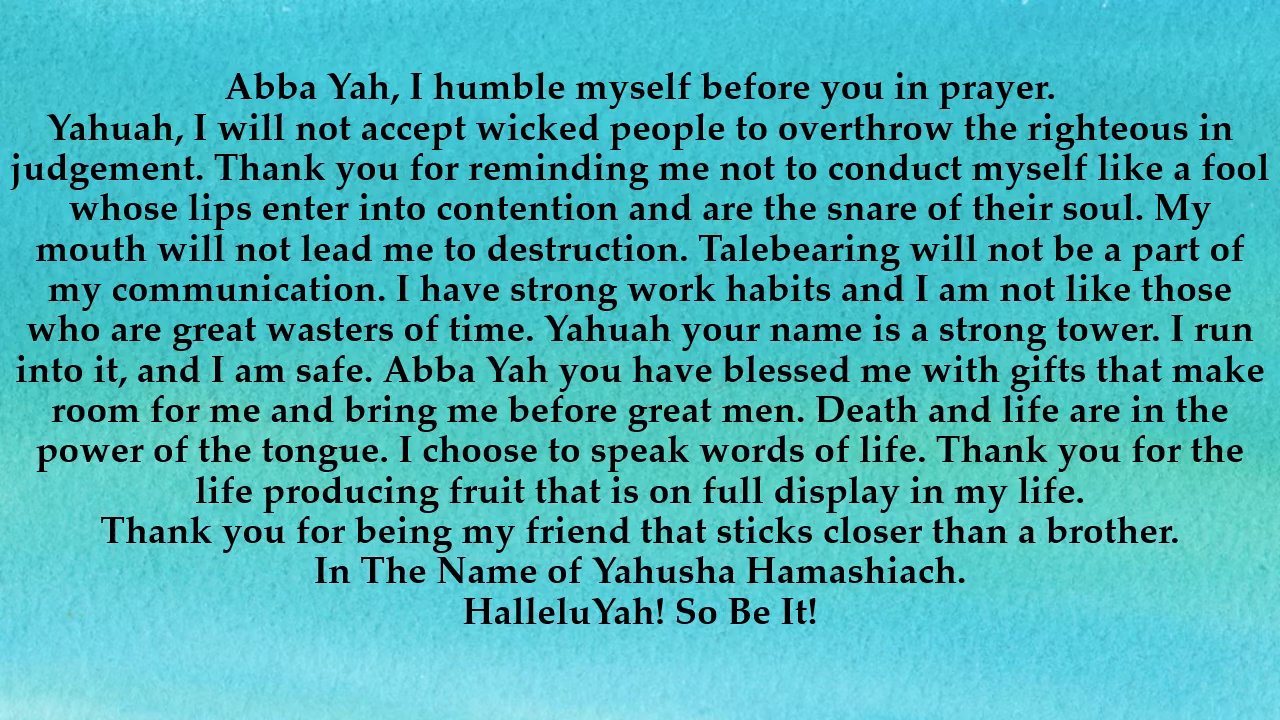 Abba Yah, I humble myself before you in prayer.
Yahuah, I will not accept wicked people to overthrow the righteous in
judgement. Thank you for reminding me not to conduct myself like a fool
whose lips enter into contention and are the snare of their soul. My
mouth will not lead me to destruction. Talebearing will not be a part of
my communication. I have strong work habits and I am not like those
who are great wasters of time. Yahuah your name is a strong tower. I run
into it, and I am safe. Abba Yah you have blessed me with gifts that make
room for me and bring me before great men. Death and life are in the
power of the tongue. I choose to speak words of life. Thank you for the
life producing fruit that is on full display in my life.
Thank you for being my friend that sticks closer than a brother.
In The Name of Yahusha Hamashiach.
HalleluYah! So Be It!